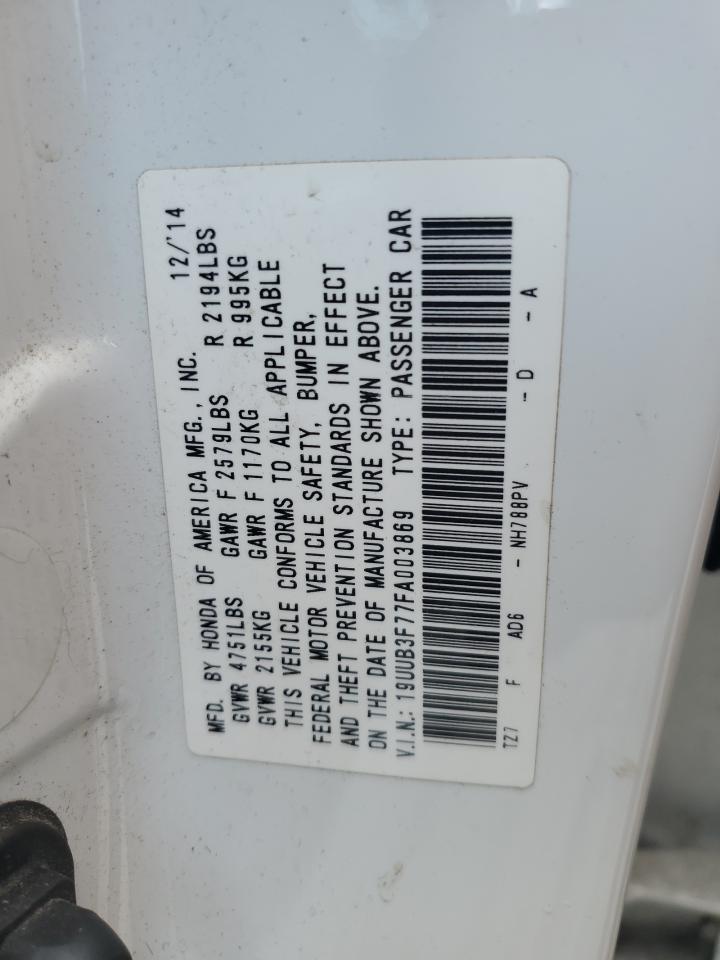 MFD. BY HONDA OF AMERICA MFG., INC. 12/'14
GVWR 4751LBS GAWR F 2579LBS R 2194LBS
GVWR 2155KG GAWR F 1170KG R 995KG
THIS VEHICLE CONFORMS TO ALL APPLICABLE
FEDERAL MOTOR VEHICLE SAFETY, BUMPER,
AND THEFT PREVENTION STANDARDS IN EFFECT
ON THE DATE OF MANUFACTURE SHOWN ABOVE.
V.I.N.: 19UUB3F77FA003869 TYPE: PASSENGER CAR
TZ7 F AD6 - NH788PV - D - A